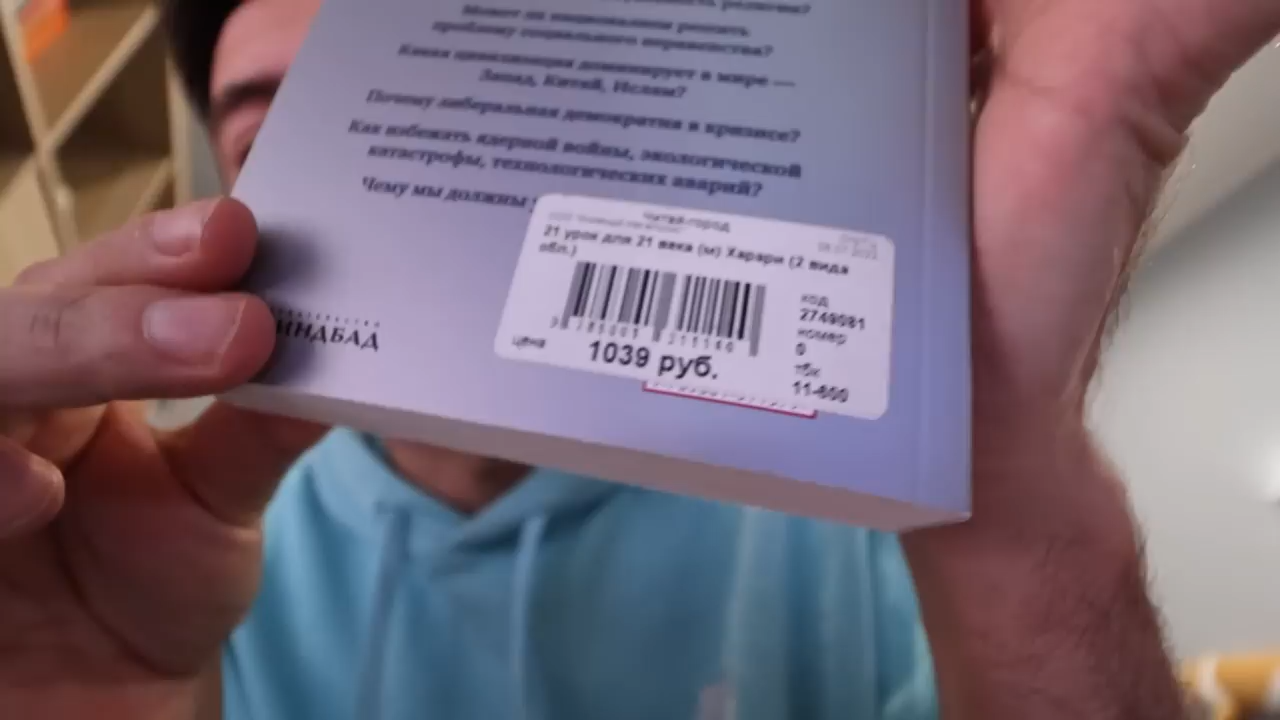 Может ли национализм решить
проблему социального неравенства?
Какая цивилизация доминирует в мире —
Запад, Китай, Ислам?
Почему либеральная демократия в кризисе?
Как избежать ядерной войны, экологической
катастрофы, технологических аварий?
Чему мы должны
Читай-город
21 урок для 21 века (м) Харари (2 вида
обл.)
код
2749081
номер
0
тбк
11-600
цена
1039 руб.
ИНДБАД